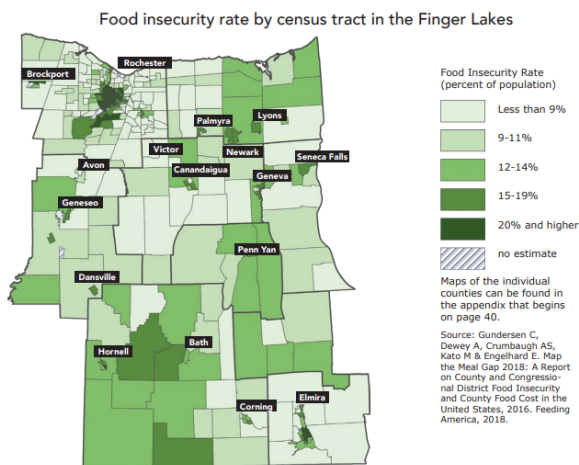 Food insecurity rate by census tract in the Finger Lakes
Rochester
Brockport
Palmyra
Lyons
Victor
Newark
Seneca Falls
Avon
Canandaigua
Geneva
Geneseo
Penn Yan
Dansville
Bath
Hornell
Elmira
Corning
Food Insecurity Rate
(percent of population)
Less than 9%
9-11%
12-14%
15-19%
20% and higher
no estimate
Maps of the individual
counties can be found in
the appendix that begins
on page 40.
Source: Gundersen C,
Dewey A, Crumbaugh AS,
Kato M & Engelhard E. Map
the Meal Gap 2018: A Report
on County and Congressio-
nal District Food Insecurity
and County Food Cost in the
United States, 2016. Feeding
America, 2018.